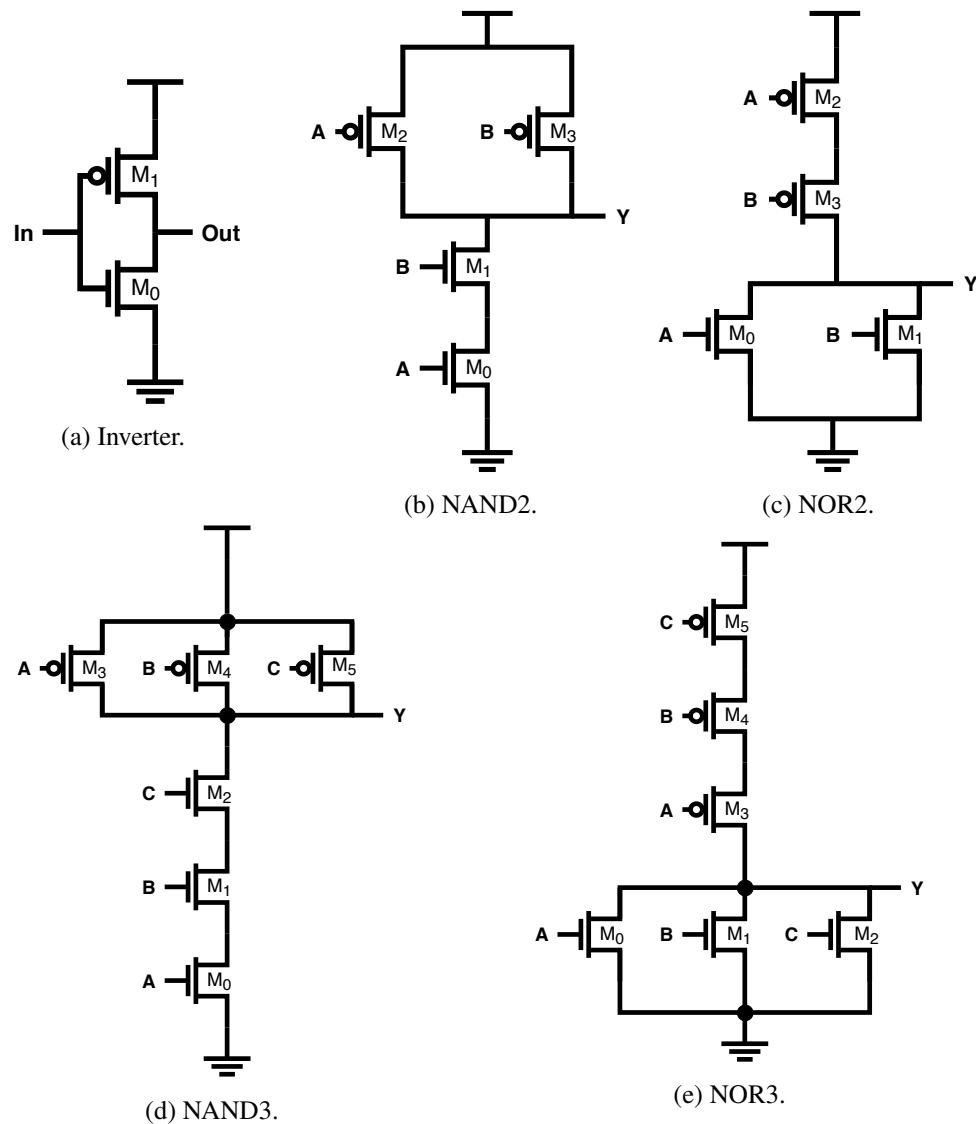 In
M1
M0
Out
(a) Inverter.
A
M2
B
M3
Y
B
M1
A
M0
(b) NAND2.
A
M2
B
M3
Y
A
M0
B
M1
(c) NOR2.
A
M3
B
M4
C
M5
Y
C
M2
B
M1
A
M0
(d) NAND3.
C
M5
B
M4
A
M3
Y
A
M0
B
M1
C
M2
(e) NOR3.